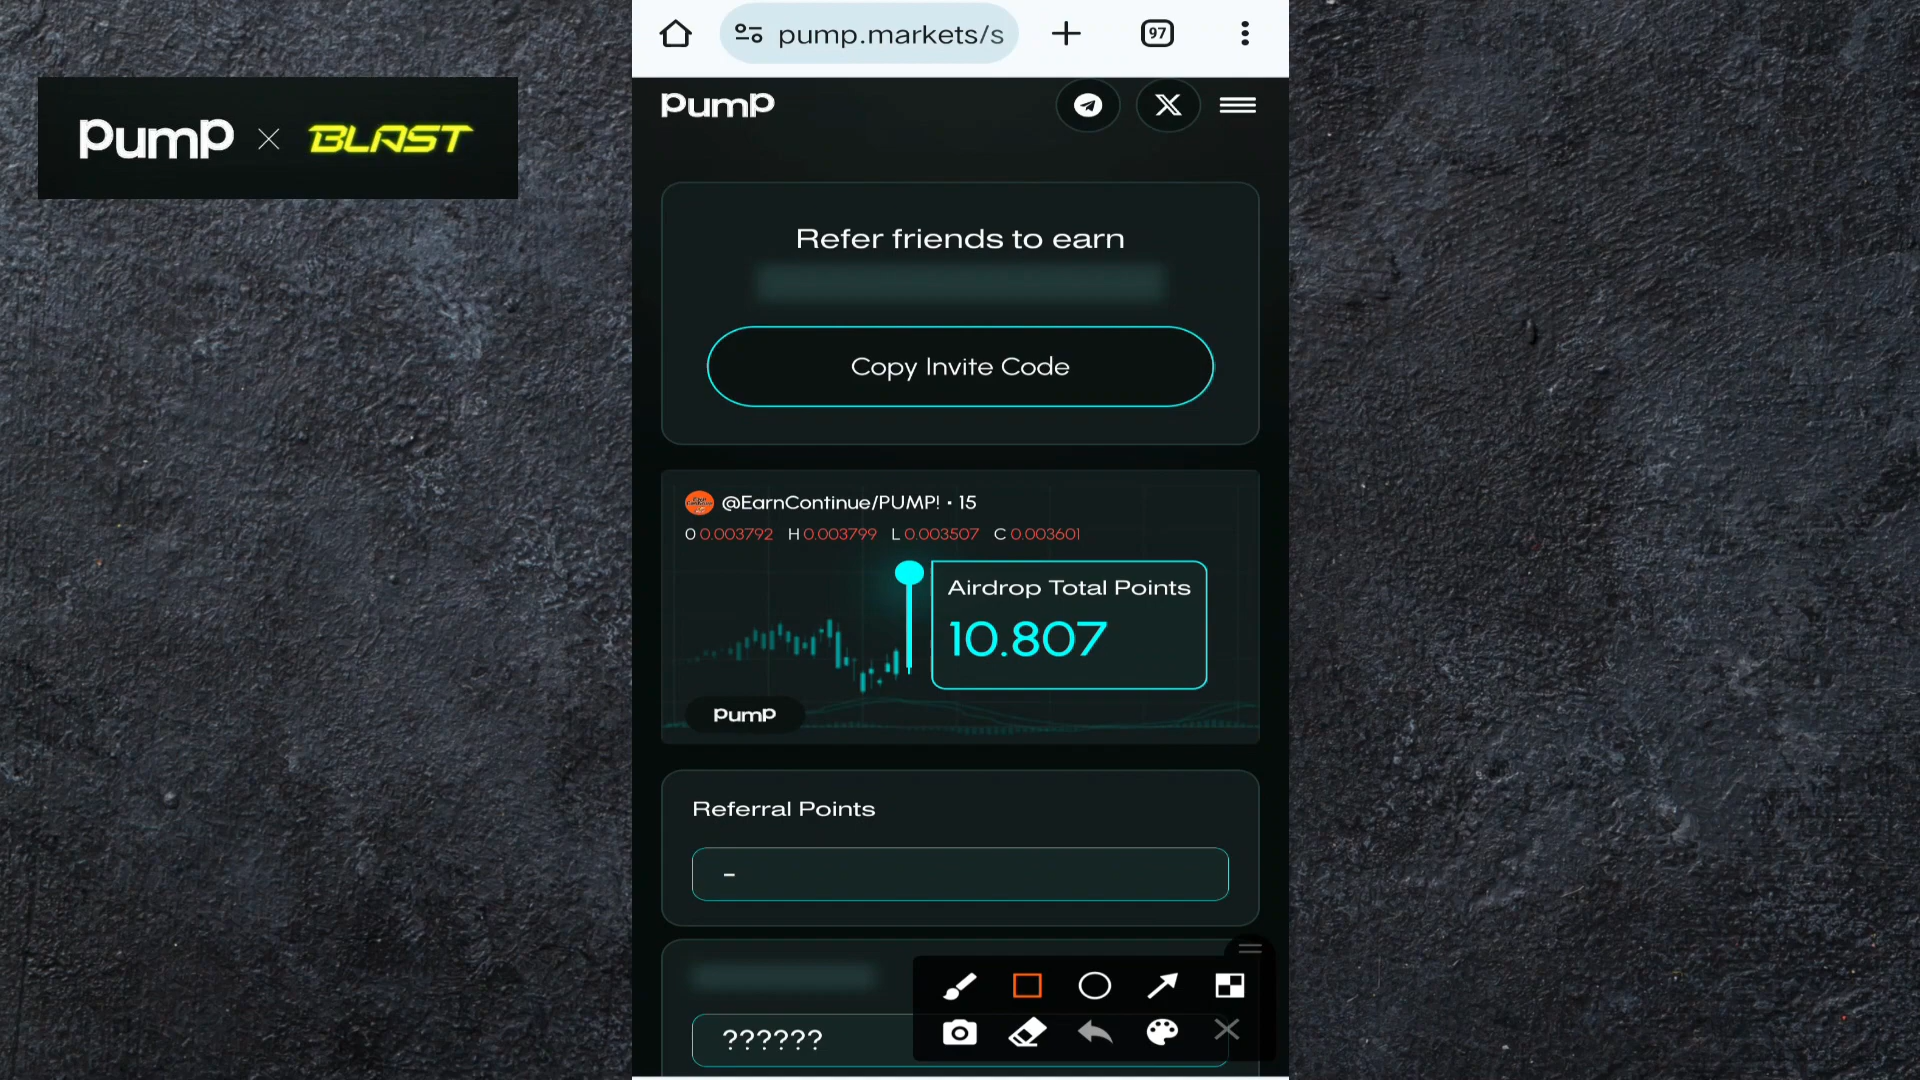 pump × BLAST
pump.markets/s
97
pump
Refer friends to earn
Copy Invite Code
@EarnContinue/PUMP! • 15
O 0.003792 H 0.003799 L 0.003507 C 0.003601
Airdrop Total Points
10.807
pump
Referral Points
-
??????